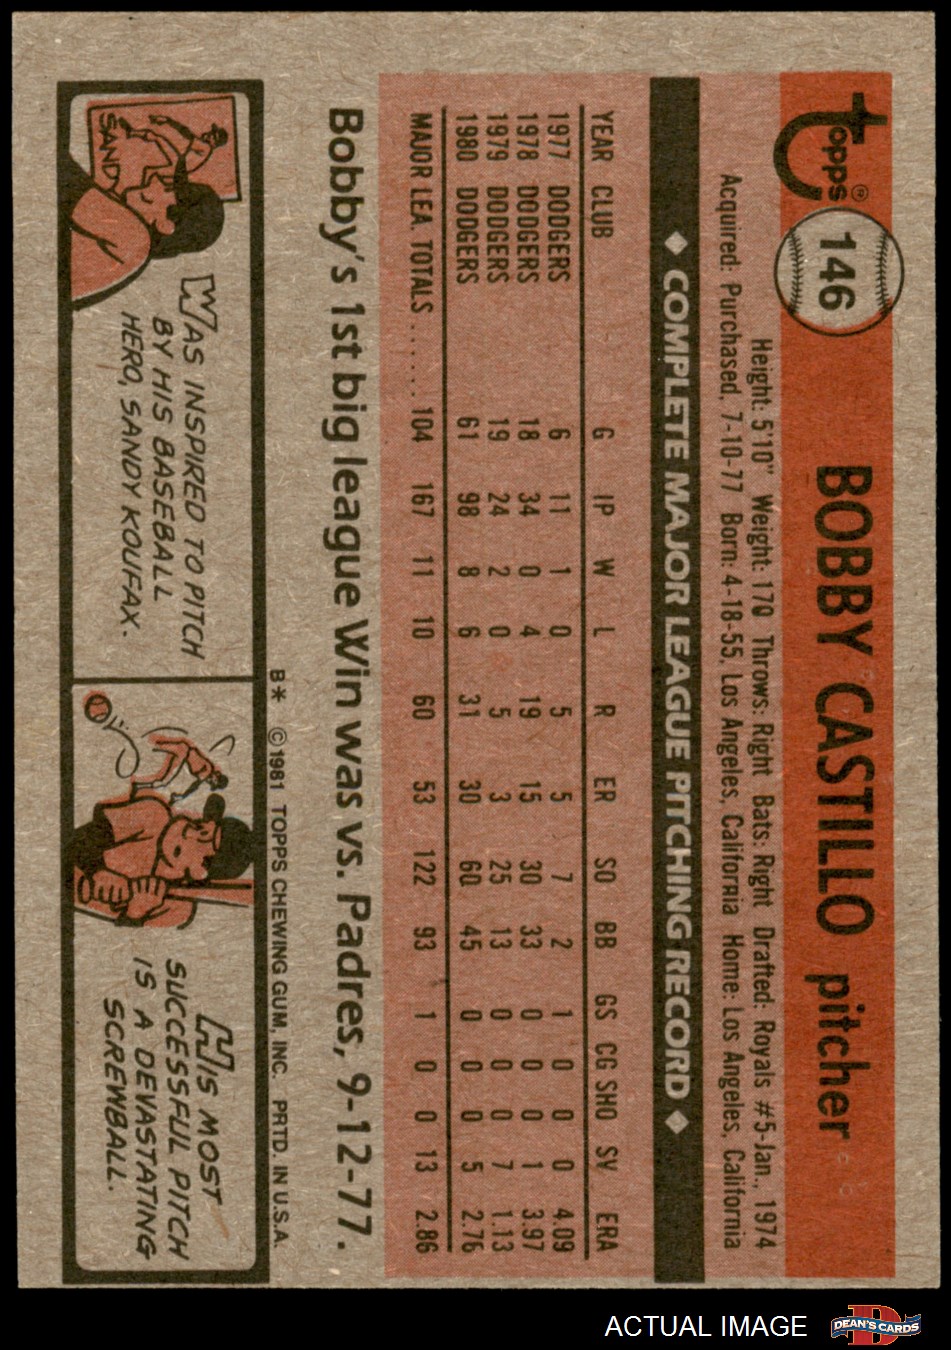 Topps®
146
BOBBY CASTILLO pitcher
Height: 5'10" Weight: 170 Throws: Right Bats: Right Drafted: Royals #5-Jan., 1974
Acquired: Purchased, 7-10-77 Born: 4-18-55, Los Angeles, California Home: Los Angeles, California
◆ COMPLETE MAJOR LEAGUE PITCHING RECORD ◆
YEAR CLUB G IP W L R ER SO BB GS CG SHO SV ERA
1977 DODGERS 6 11 1 0 5 5 7 2 1 0 0 0 4.09
1978 DODGERS 18 34 0 4 19 15 30 33 0 0 0 1 3.97
1979 DODGERS 19 24 2 0 5 3 25 13 0 0 0 7 1.13
1980 DODGERS 61 98 8 6 31 30 60 45 0 0 0 5 2.76
MAJOR LEA. TOTALS ...... 104 167 11 10 60 53 122 93 1 0 0 13 2.86
Bobby's 1st big league Win was vs. Padres, 9-12-77.
B* ©1981 TOPPS CHEWING GUM, INC. PRTD. IN U.S.A.
SANDY
WAS INSPIRED TO PITCH
BY HIS BASEBALL
HERO, SANDY KOUFAX.
HIS MOST
SUCCESSFUL PITCH
IS A DEVASTATING
SCREWBALL.
ACTUAL IMAGE
D
DEAN'S CARDS